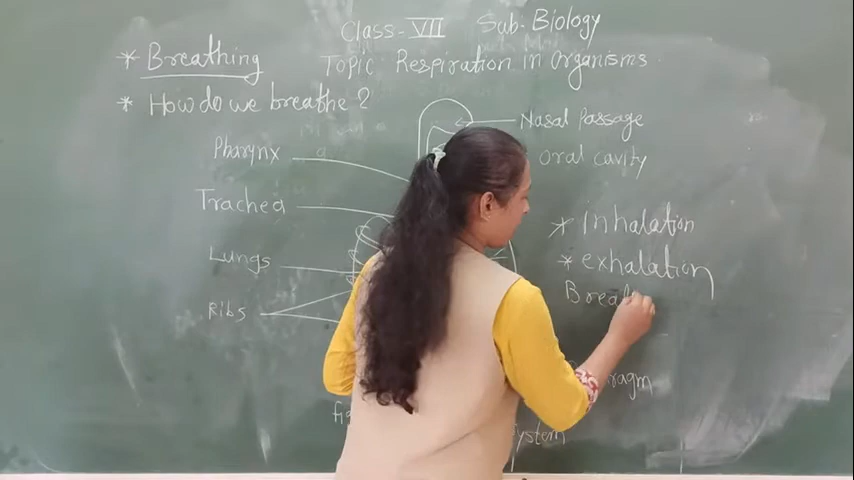 Class-VII Sub. Biology
* Breathing
Topic Respiration in Organisms.
* How do we breathe?
Nasal Passage
Pharynx
oral cavity
Trachea
* Inhalation
Lungs
* exhalation
Ribs